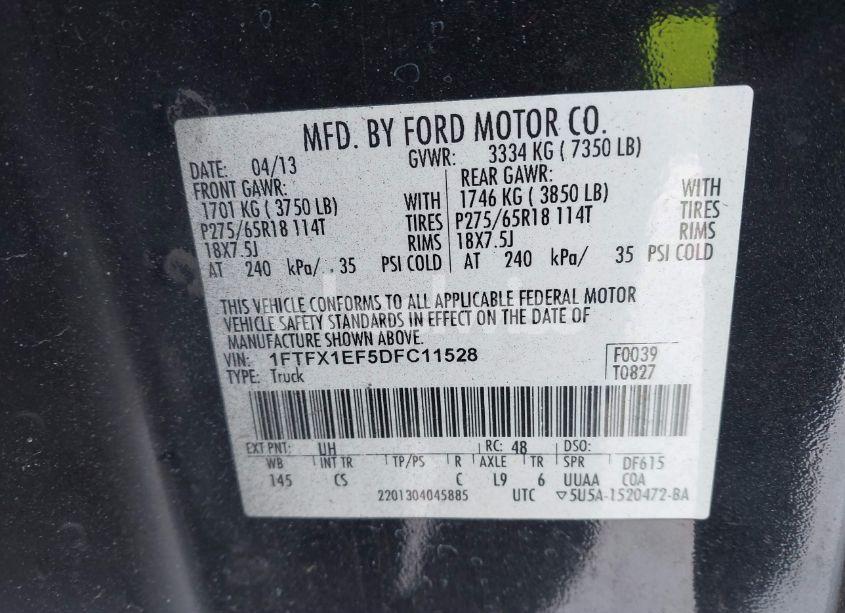 MFD. BY FORD MOTOR CO.
DATE: 04/13 GVWR: 3334 KG ( 7350 LB)
FRONT GAWR: REAR GAWR:
1701 KG ( 3750 LB) WITH 1746 KG ( 3850 LB) WITH
P275/65R18 114T TIRES P275/65R18 114T TIRES
18X7.5J RIMS 18X7.5J RIMS
AT 240 kPa/ 35 PSI COLD AT 240 kPa/ 35 PSI COLD
THIS VEHICLE CONFORMS TO ALL APPLICABLE FEDERAL MOTOR
VEHICLE SAFETY STANDARDS IN EFFECT ON THE DATE OF
MANUFACTURE SHOWN ABOVE.
VIN: 1FTFX1EF5DFC11528 F0039
TYPE: Truck T0827
EXT PNT: UH RC: 48 DSO:
WB INT TR TP/PS R AXLE TR SPR DF615
145 CS C L9 6 UUAA COA
2201304045885 UTC ▽5U5A-1520472-BA